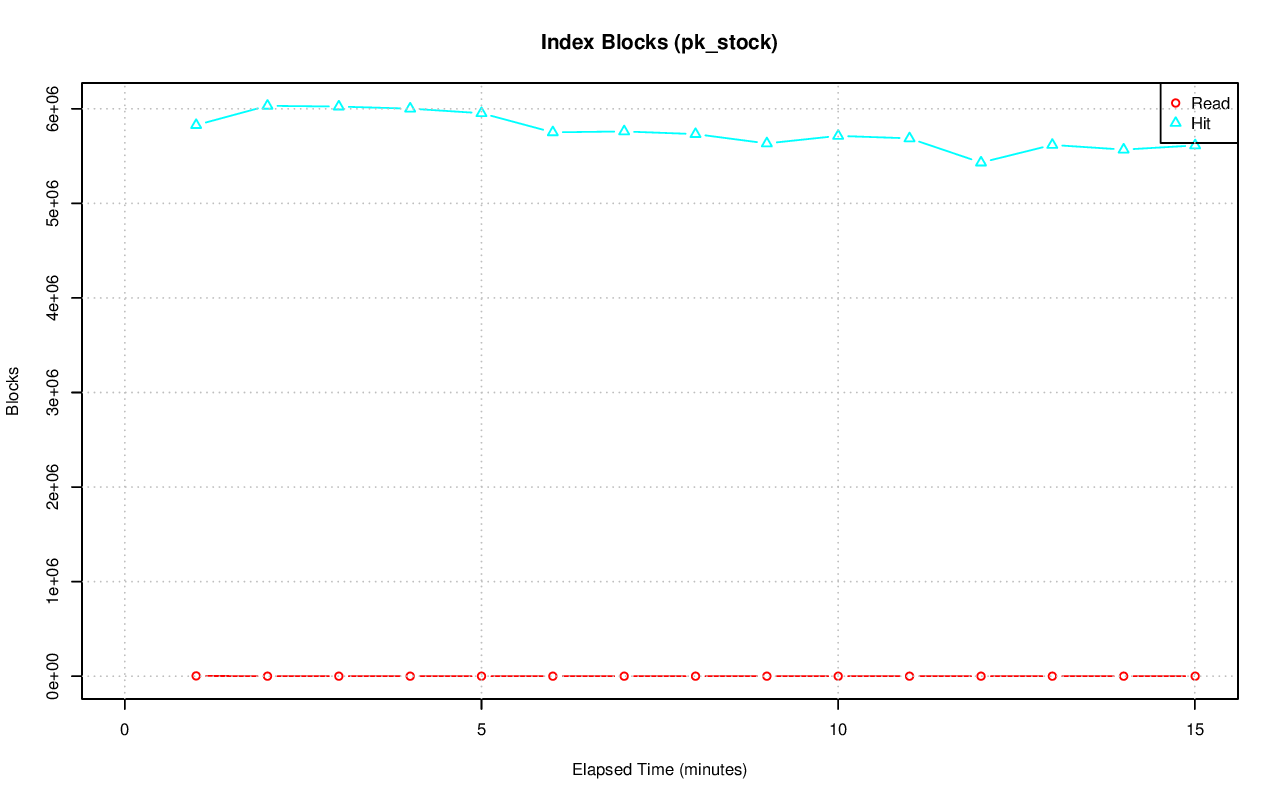 Index Blocks (pk_stock)
Read
Hit
6e+06
5e+06
4e+06
3e+06
2e+06
1e+06
0e+00
Blocks
0 5 10 15
Elapsed Time (minutes)